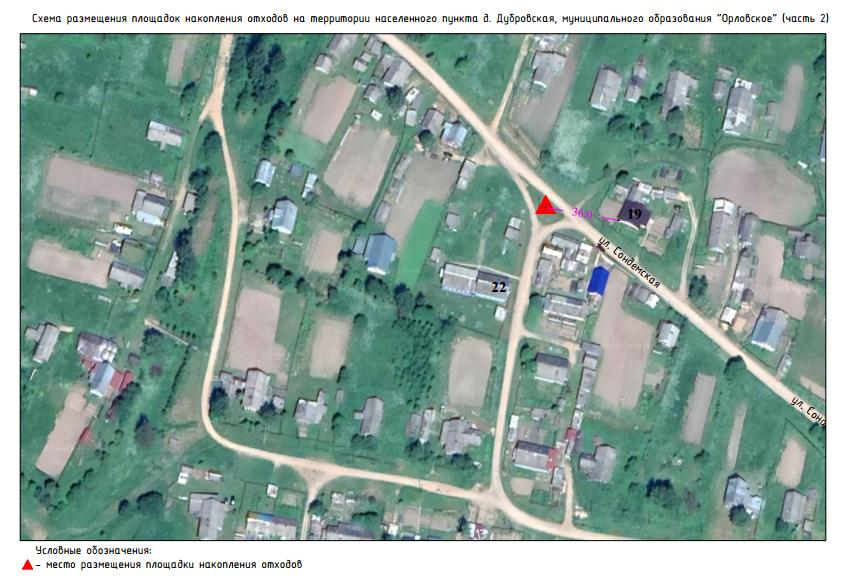 Схема размещения площадок накопления отходов на территории населенного пункта д. Дубровская, муниципального образования "Орловское" (часть 2)
36.0
19
ул. Сондемская
22
ул. Сонд
13
Условные обозначения:
- место размещения площадки накопления отходов